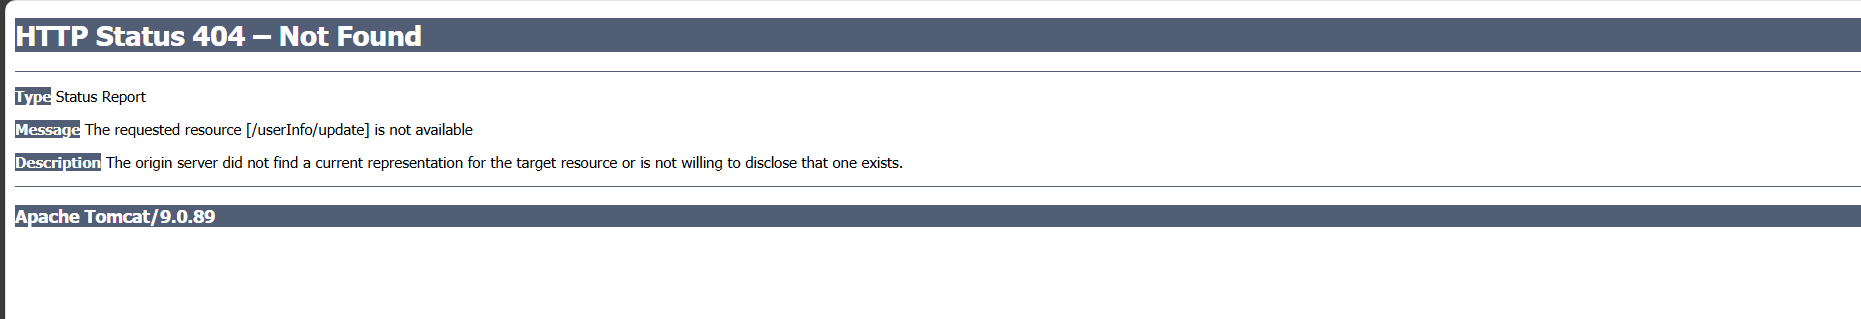 HTTP Status 404 – Not Found
Type Status Report
Message The requested resource [/userInfo/update] is not available
Description The origin server did not find a current representation for the target resource or is not willing to disclose that one exists.
Apache Tomcat/9.0.89